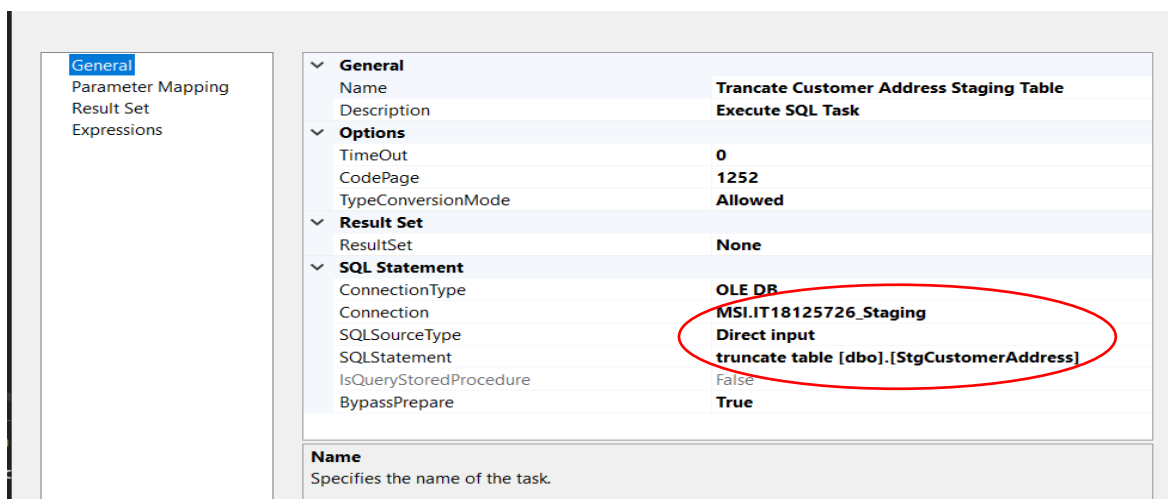 General
Parameter Mapping
Result Set
Expressions
General
Name Trancate Customer Address Staging Table
Description Execute SQL Task
Options
TimeOut 0
CodePage 1252
TypeConversionMode Allowed
Result Set
ResultSet None
SQL Statement
ConnectionType OLE DB
Connection MSI.IT18125726_Staging
SQLSourceType Direct input
SQLStatement truncate table [dbo].[StgCustomerAddress]
IsQueryStoredProcedure False
BypassPrepare True
Name
Specifies the name of the task.